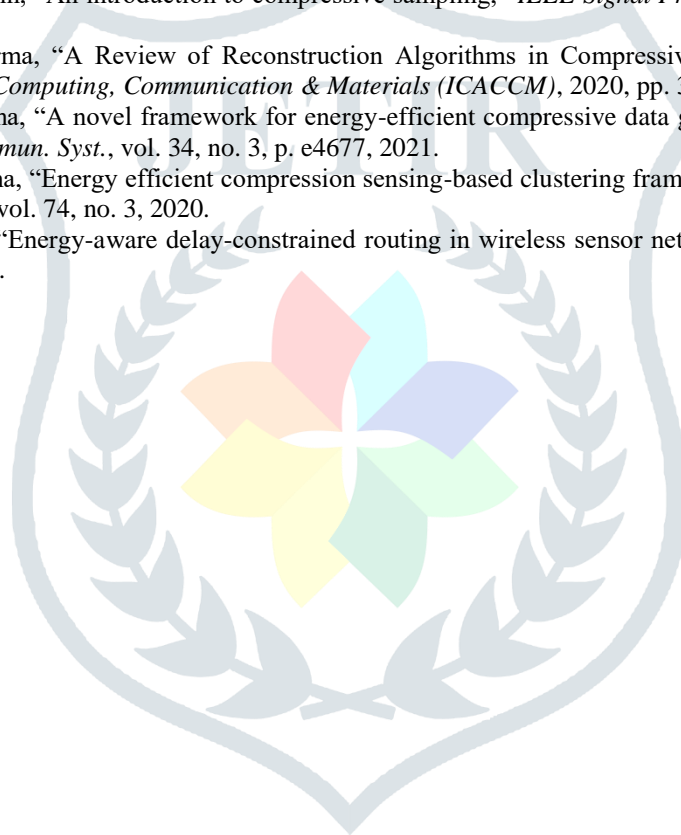 “An introduction to compressive sampling,” IEEE Signal Pr
rma, “A Review of Reconstruction Algorithms in Compressiv
Computing, Communication & Materials (ICACCM), 2020, pp. 3
na, “A novel framework for energy-efficient compressive data g
mun. Syst., vol. 34, no. 3, p. e4677, 2021.
na, “Energy efficient compression sensing-based clustering fram
vol. 74, no. 3, 2020.
“Energy-aware delay-constrained routing in wireless sensor net
.
JETIR